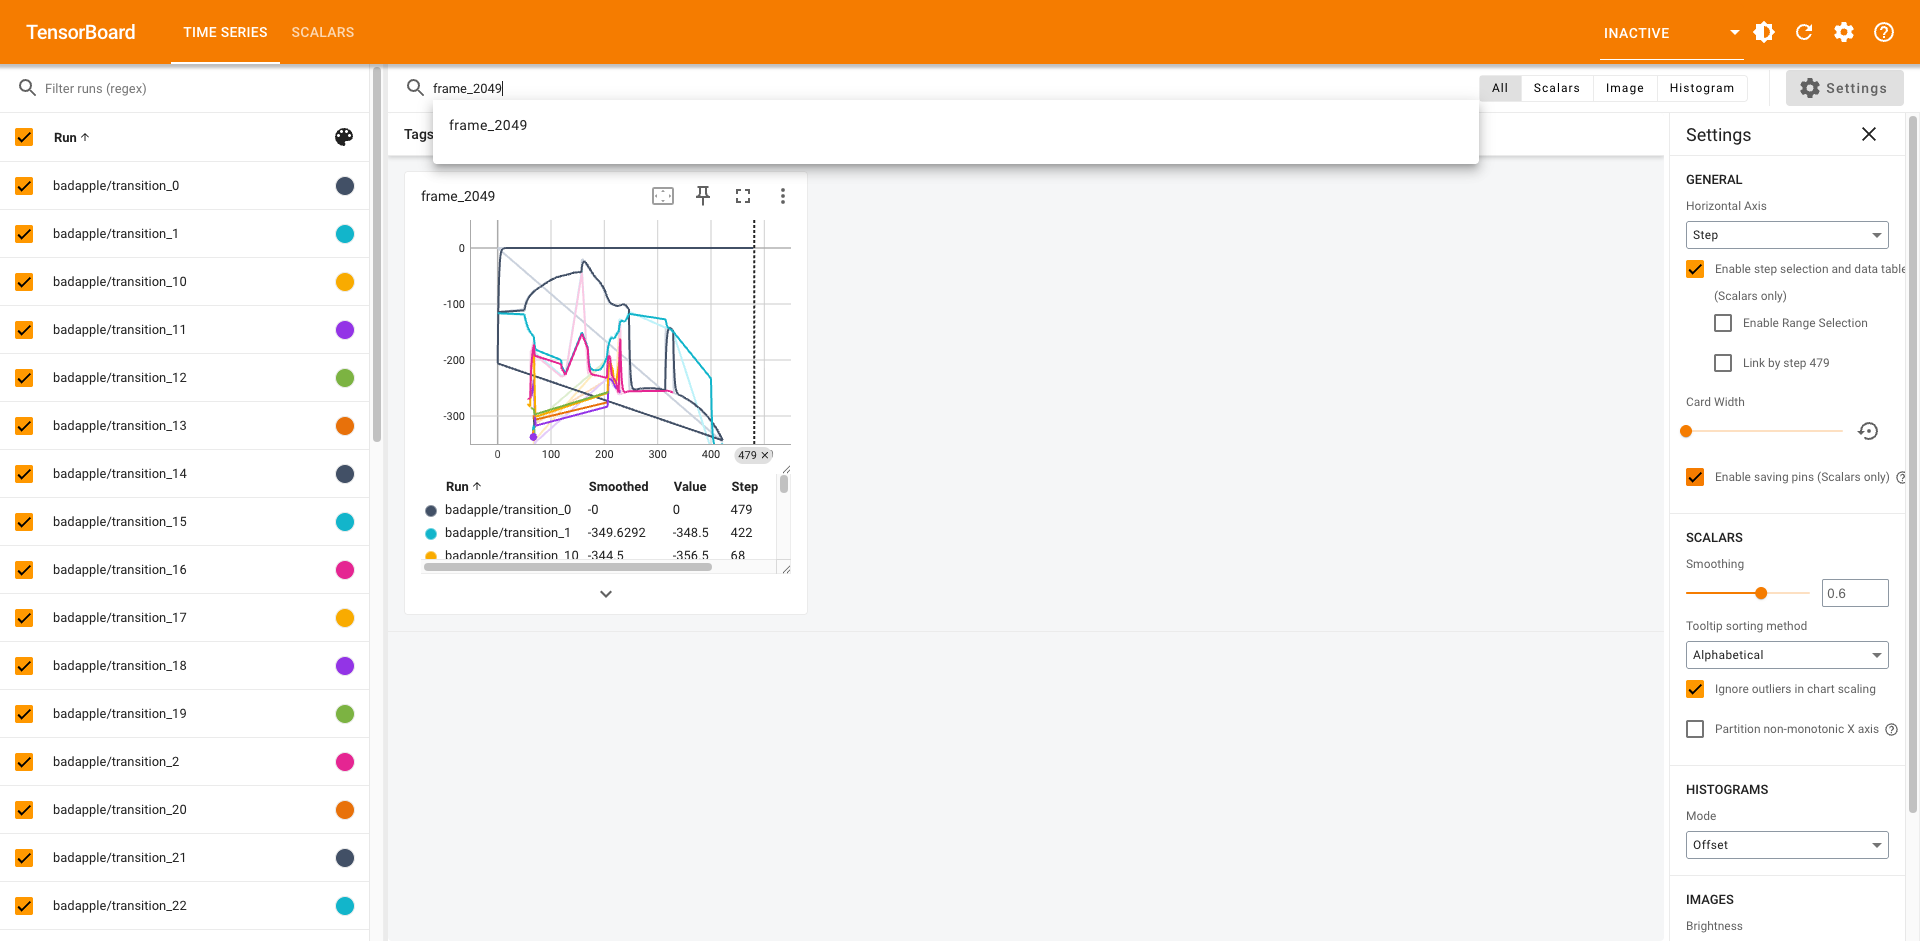 TensorBoard
TIME SERIES
SCALARS
INACTIVE
Filter runs (regex)
Run
badapple/transition_0
badapple/transition_1
badapple/transition_10
badapple/transition_11
badapple/transition_12
badapple/transition_13
badapple/transition_14
badapple/transition_15
badapple/transition_16
badapple/transition_17
badapple/transition_18
badapple/transition_19
badapple/transition_2
badapple/transition_20
badapple/transition_21
badapple/transition_22
frame_2049
frame_2049
All Scalars Image Histogram
Settings
Tags
frame_2049
0
-100
-200
-300
0 100 200 300 400 479
Run Smoothed Value Step
badapple/transition_0 -0 0 479
badapple/transition_1 -349.6292 -348.5 422
badapple/transition_10 -344.5 -356.5 68
Settings
GENERAL
Horizontal Axis
Step
Enable step selection and data table
(Scalars only)
Enable Range Selection
Link by step 479
Card Width
Enable saving pins (Scalars only)
SCALARS
Smoothing
0.6
Tooltip sorting method
Alphabetical
Ignore outliers in chart scaling
Partition non-monotonic X axis
HISTOGRAMS
Mode
Offset
IMAGES
Brightness